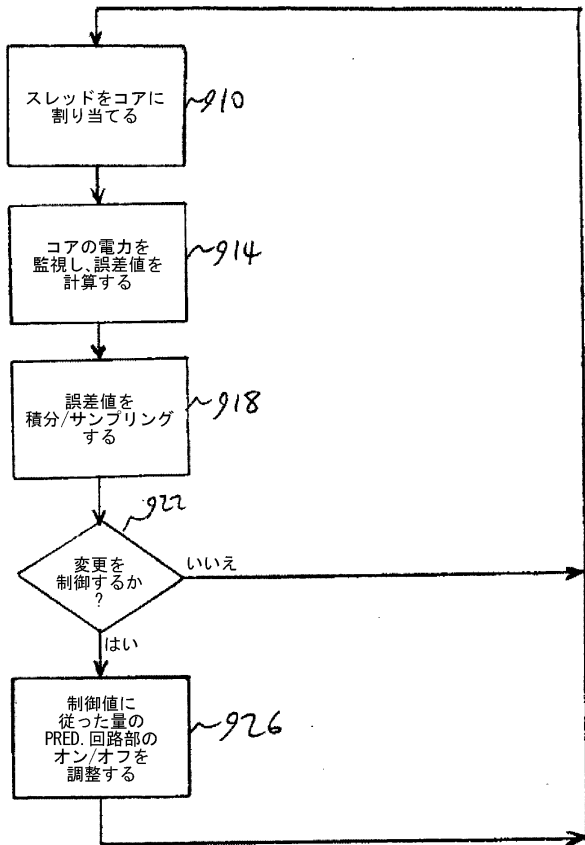 スレッドをコアに
割り当てる
910
コアの電力を
監視し、誤差値を
計算する
914
誤差値を
積分/サンプリング
する
918
922
変更を
制御するか
?
いいえ
はい
制御値に
従った量の
PRED. 回路部の
オン/オフを
調整する
926